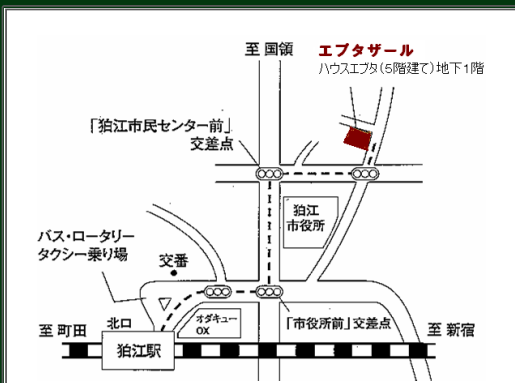 至 国領
エプタザール
ハウスエプタ(5階建て)地下1階
「狛江市民センター前」
交差点
狛江
市役所
バス・ロータリー
タクシー乗り場
交番
オダキュー
OX
「市役所前」交差点
至 町田
北口
至 新宿
狛江駅